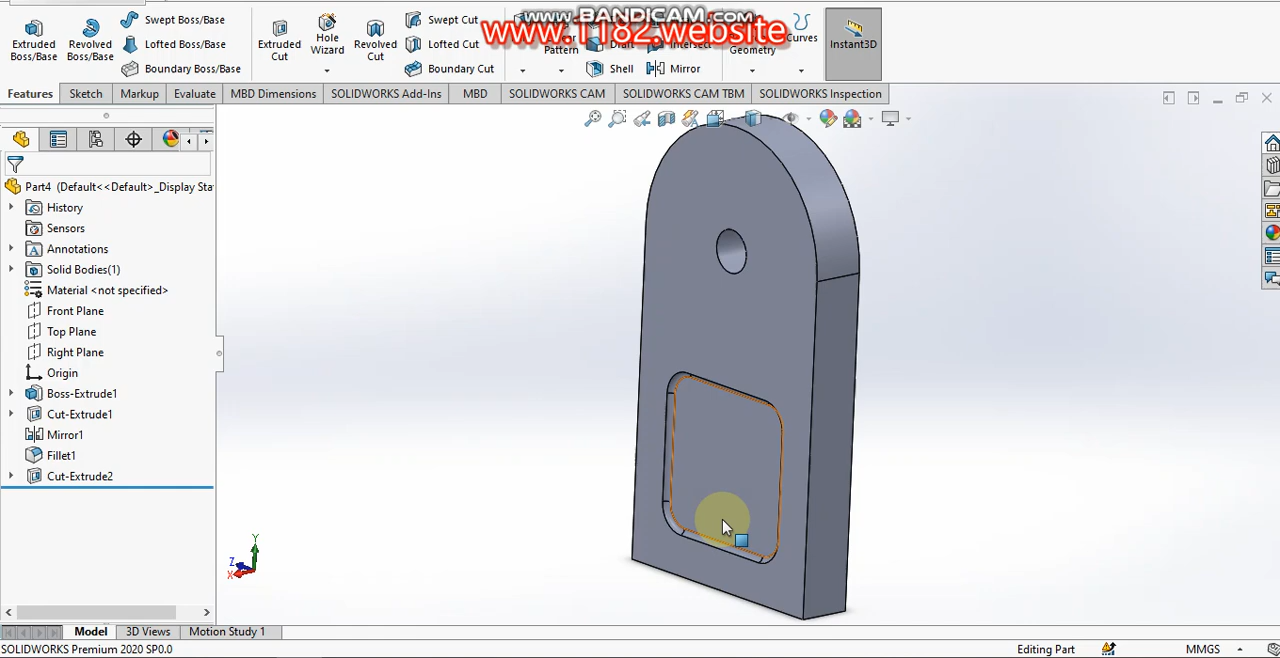 www.BANDICAM.com
www.1182.website
Extruded Boss/Base
Revolved Boss/Base
Swept Boss/Base
Lofted Boss/Base
Boundary Boss/Base
Extruded Cut
Hole Wizard
Revolved Cut
Swept Cut
Lofted Cut
Boundary Cut
Pattern
Draft
Shell
Intersect
Mirror
Geometry
Curves
Instant3D
Features
Sketch
Markup
Evaluate
MBD Dimensions
SOLIDWORKS Add-Ins
MBD
SOLIDWORKS CAM
SOLIDWORKS CAM TBM
SOLIDWORKS Inspection
Part4 (Default<<Default>_Display Sta
History
Sensors
Annotations
Solid Bodies(1)
Material <not specified>
Front Plane
Top Plane
Right Plane
Origin
Boss-Extrude1
Cut-Extrude1
Mirror1
Fillet1
Cut-Extrude2
Y
Z
X
Model
3D Views
Motion Study 1
SOLIDWORKS Premium 2020 SP0.0
Editing Part
MMGS